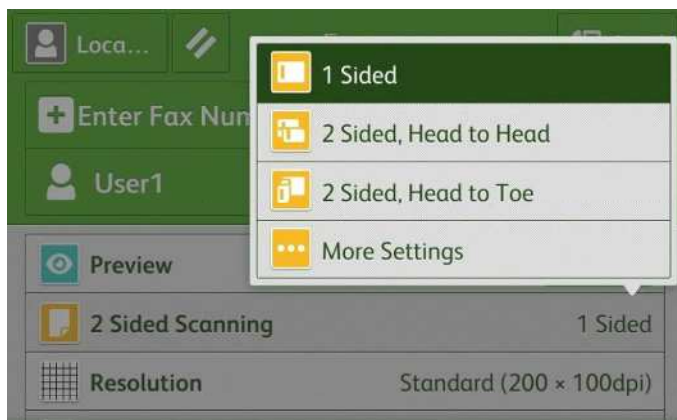 Loca...
1 Sided
Enter Fax Num
2 Sided, Head to Head
User1
2 Sided, Head to Toe
More Settings
Preview
2 Sided Scanning 1 Sided
Resolution Standard (200 × 100dpi)